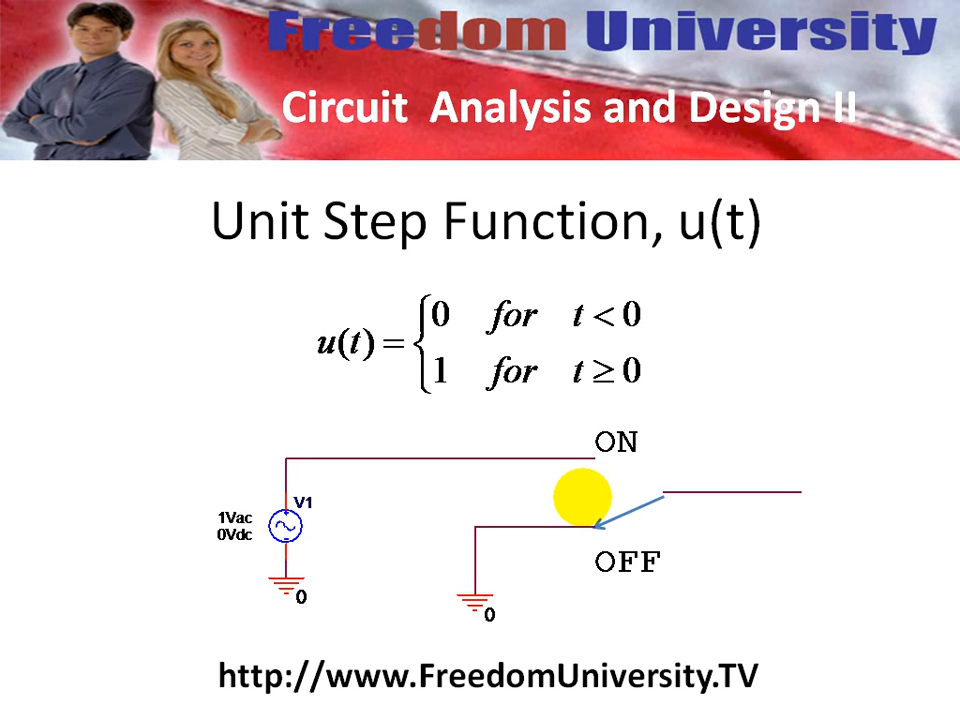 Freedom University
Circuit Analysis and Design II
Unit Step Function, u(t)
u(t) = {0 for t < 0
1 for t ≥ 0
ON
V1
1Vac
0Vdc
OFF
0
0
http://www.FreedomUniversity.TV